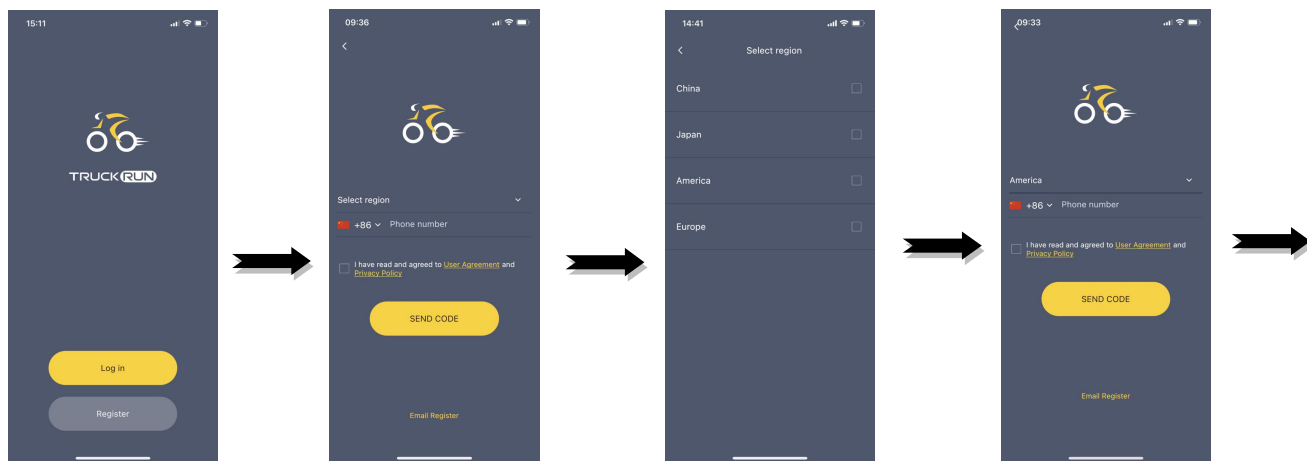 15:11
TRUCKRUN
Log in
Register
09:36
Select region
+86 Phone number
I have read and agreed to User Agreement and
Privacy Policy
SEND CODE
Email Register
14:41
Select region
China
Japan
America
Europe
09:33
America
+86 Phone number
I have read and agreed to User Agreement and
Privacy Policy
SEND CODE
Email Register